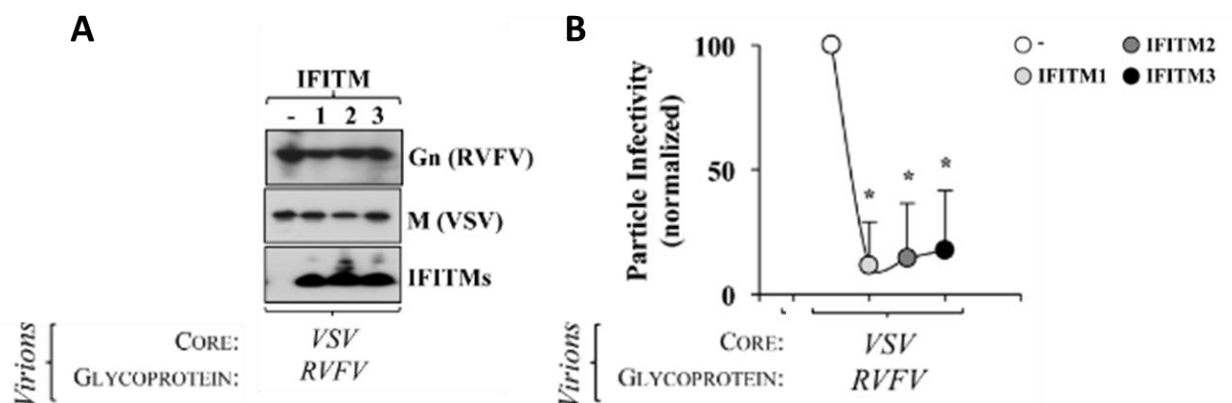 A
IFITM
- 1 2 3
Gn (RVFV)
M (VSV)
IFITMs
Virions
CORE: VSV
GLYCOPROTEIN: RVFV
B
Particle Infectivity
(normalized)
100
50
0
* * *
-
IFITM2
IFITM1
IFITM3
Virions
CORE: VSV
GLYCOPROTEIN: RVFV